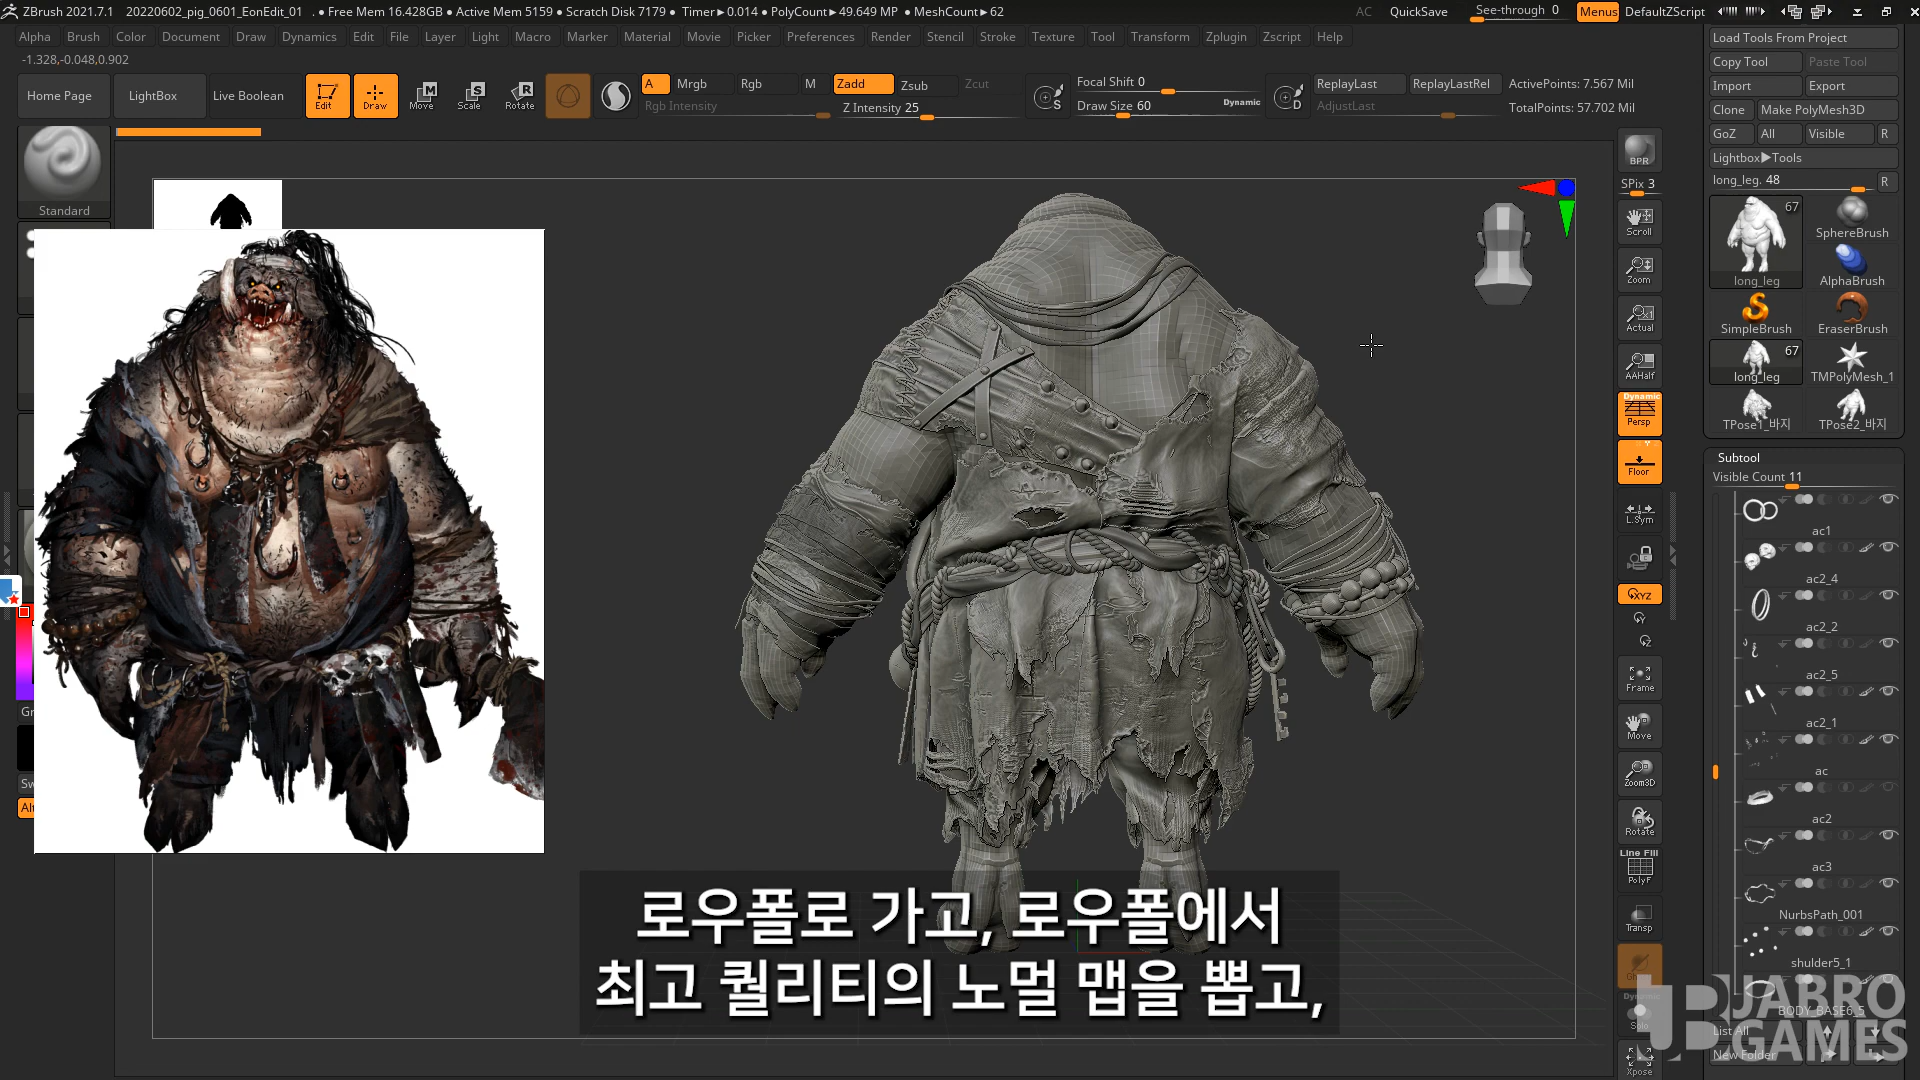 ZBrush 2021.7.1 20220602_pig_0601_EonEdit_01 . ● Free Mem 16.428GB ● Active Mem 5159 ● Scratch Disk 7179 ● Timer►0.014 ● PolyCount►49.649 MP ● MeshCount►62 AC QuickSave See-through 0 Menus DefaultZScript
Alpha Brush Color Document Draw Dynamics Edit File Layer Light Macro Marker Material Movie Picker Preferences Render Stencil Stroke Texture Tool Transform Zplugin Zscript Help
-1.328,-0.048,0.902
Home Page LightBox Live Boolean Edit Draw Move Scale Rotate
A Mrgb Rgb M Zadd Zsub Zcut
Rgb Intensity Z Intensity 25
S Focal Shift 0
Draw Size 60 Dynamic
D ReplayLast ReplayLastRel
AdjustLast
ActivePoints: 7.567 Mil
TotalPoints: 57.702 Mil
Standard
Gr
Sw
Alt
BPR
SPix 3
Scroll
Zoom
Actual
AAHalf
Dynamic
Persp
Floor
L.Sym
XYZ
Frame
Move
Zoom3D
Rotate
Line Fill
PolyF
Transp
Dynamic
Solo
Xpose
Load Tools From Project
Copy Tool Paste Tool
Import Export
Clone Make PolyMesh3D
GoZ All Visible R
Lightbox►Tools
long_leg. 48 R
67
long_leg
SphereBrush
AlphaBrush
SimpleBrush EraserBrush
67
long_leg TMPolyMesh_1
TPose1_바지 TPose2_바지
Subtool
Visible Count 11
ac1
ac2_4
ac2_2
ac2_5
ac2_1
ac
ac2
ac3
NurbsPath_001
shulder5_1
BODY_BASE6_5
List All
New Folder
로우폴로 가고, 로우폴에서
최고 퀄리티의 노멀 맵을 뽑고,
JABRO
GAMES